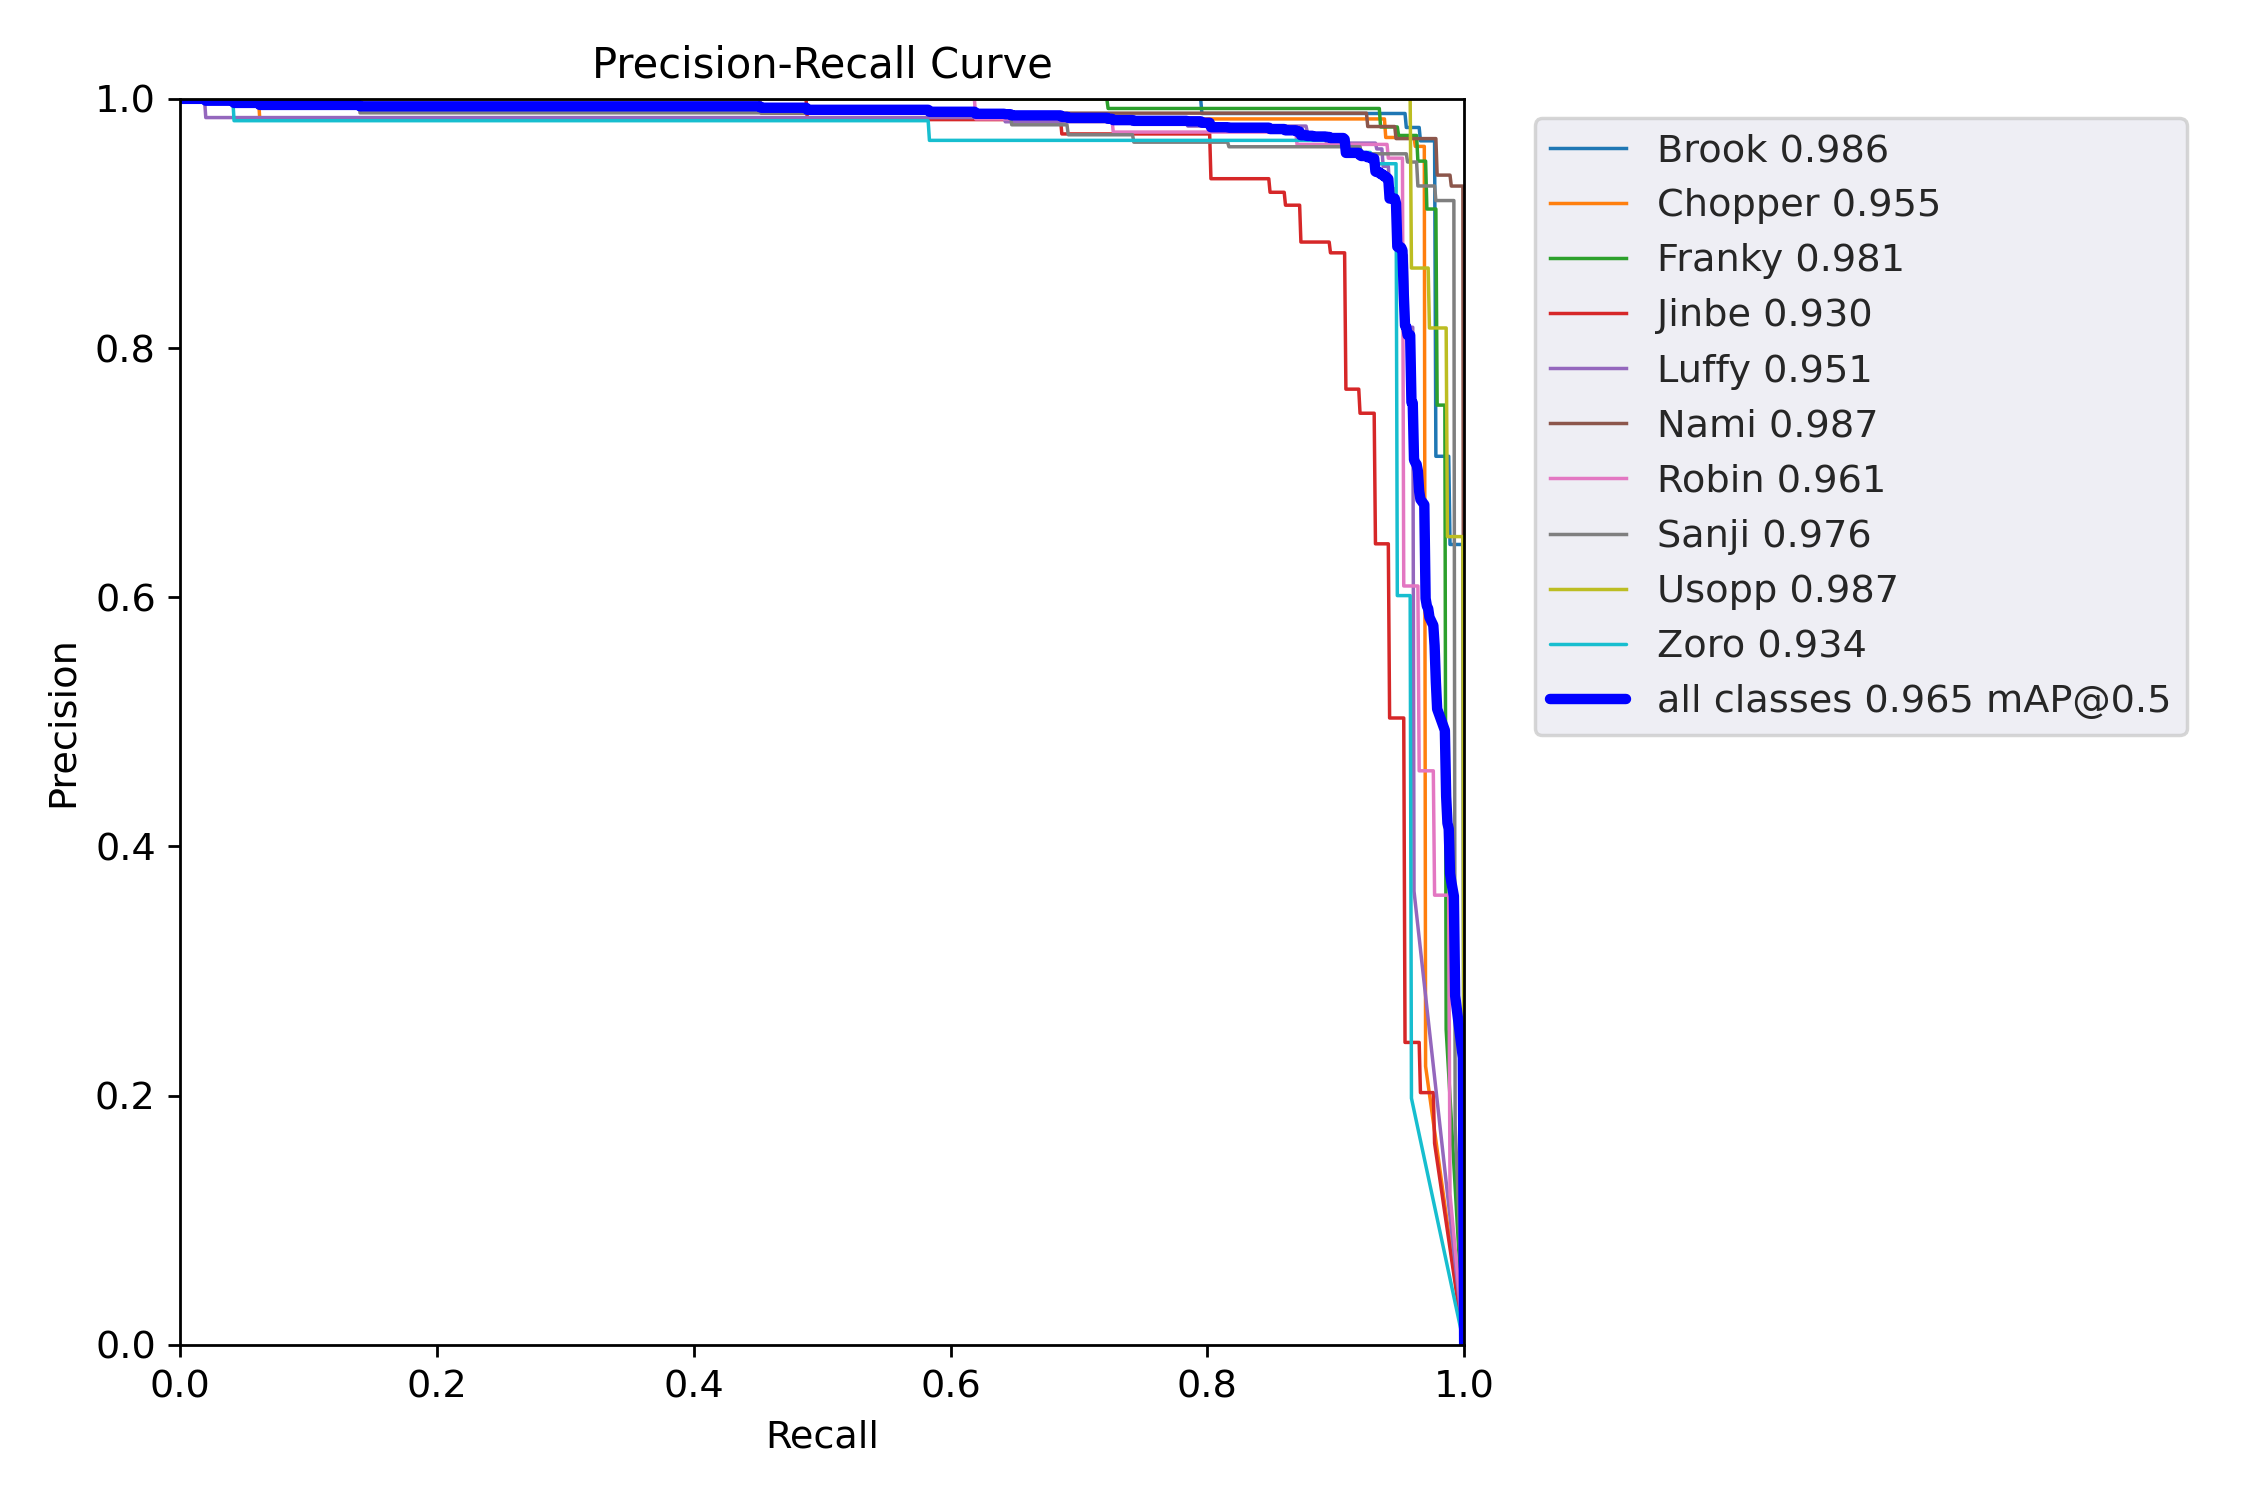 Precision-Recall Curve
1.0
0.8
0.6
0.4
0.2
0.0
Precision
0.0 0.2 0.4 0.6 0.8 1.0
Recall
Brook 0.986
Chopper 0.955
Franky 0.981
Jinbe 0.930
Luffy 0.951
Nami 0.987
Robin 0.961
Sanji 0.976
Usopp 0.987
Zoro 0.934
all classes 0.965 mAP@0.5